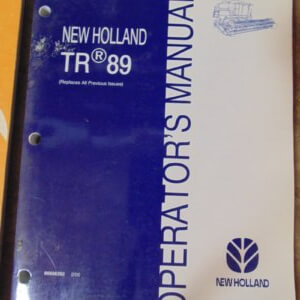 NEW HOLLAND
TR®89
(Replaces All Previous Issues)
OPERATOR'S MANUAL
NEW HOLLAND